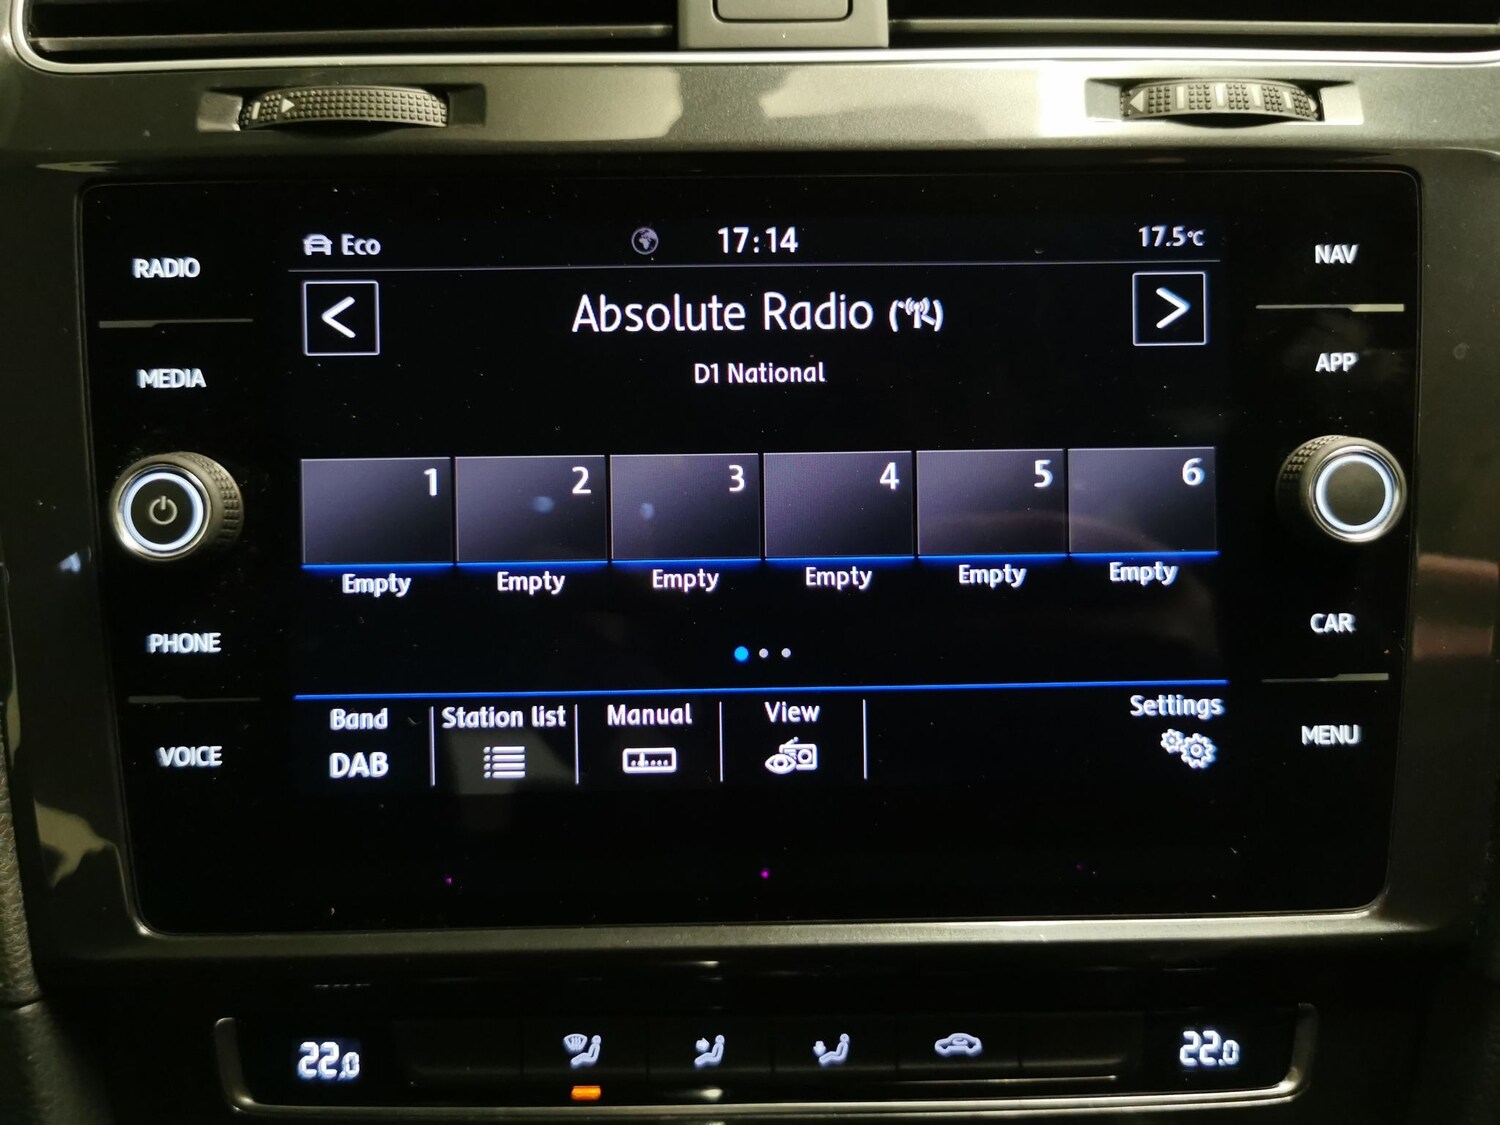 Eco 17:14 17.5°C
RADIO
NAV
< Absolute Radio >
D1 National
MEDIA
APP
1 2 3 4 5 6
Empty Empty Empty Empty Empty Empty
PHONE
CAR
Band Station list Manual View Settings
DAB
VOICE
MENU
22.0 22.0